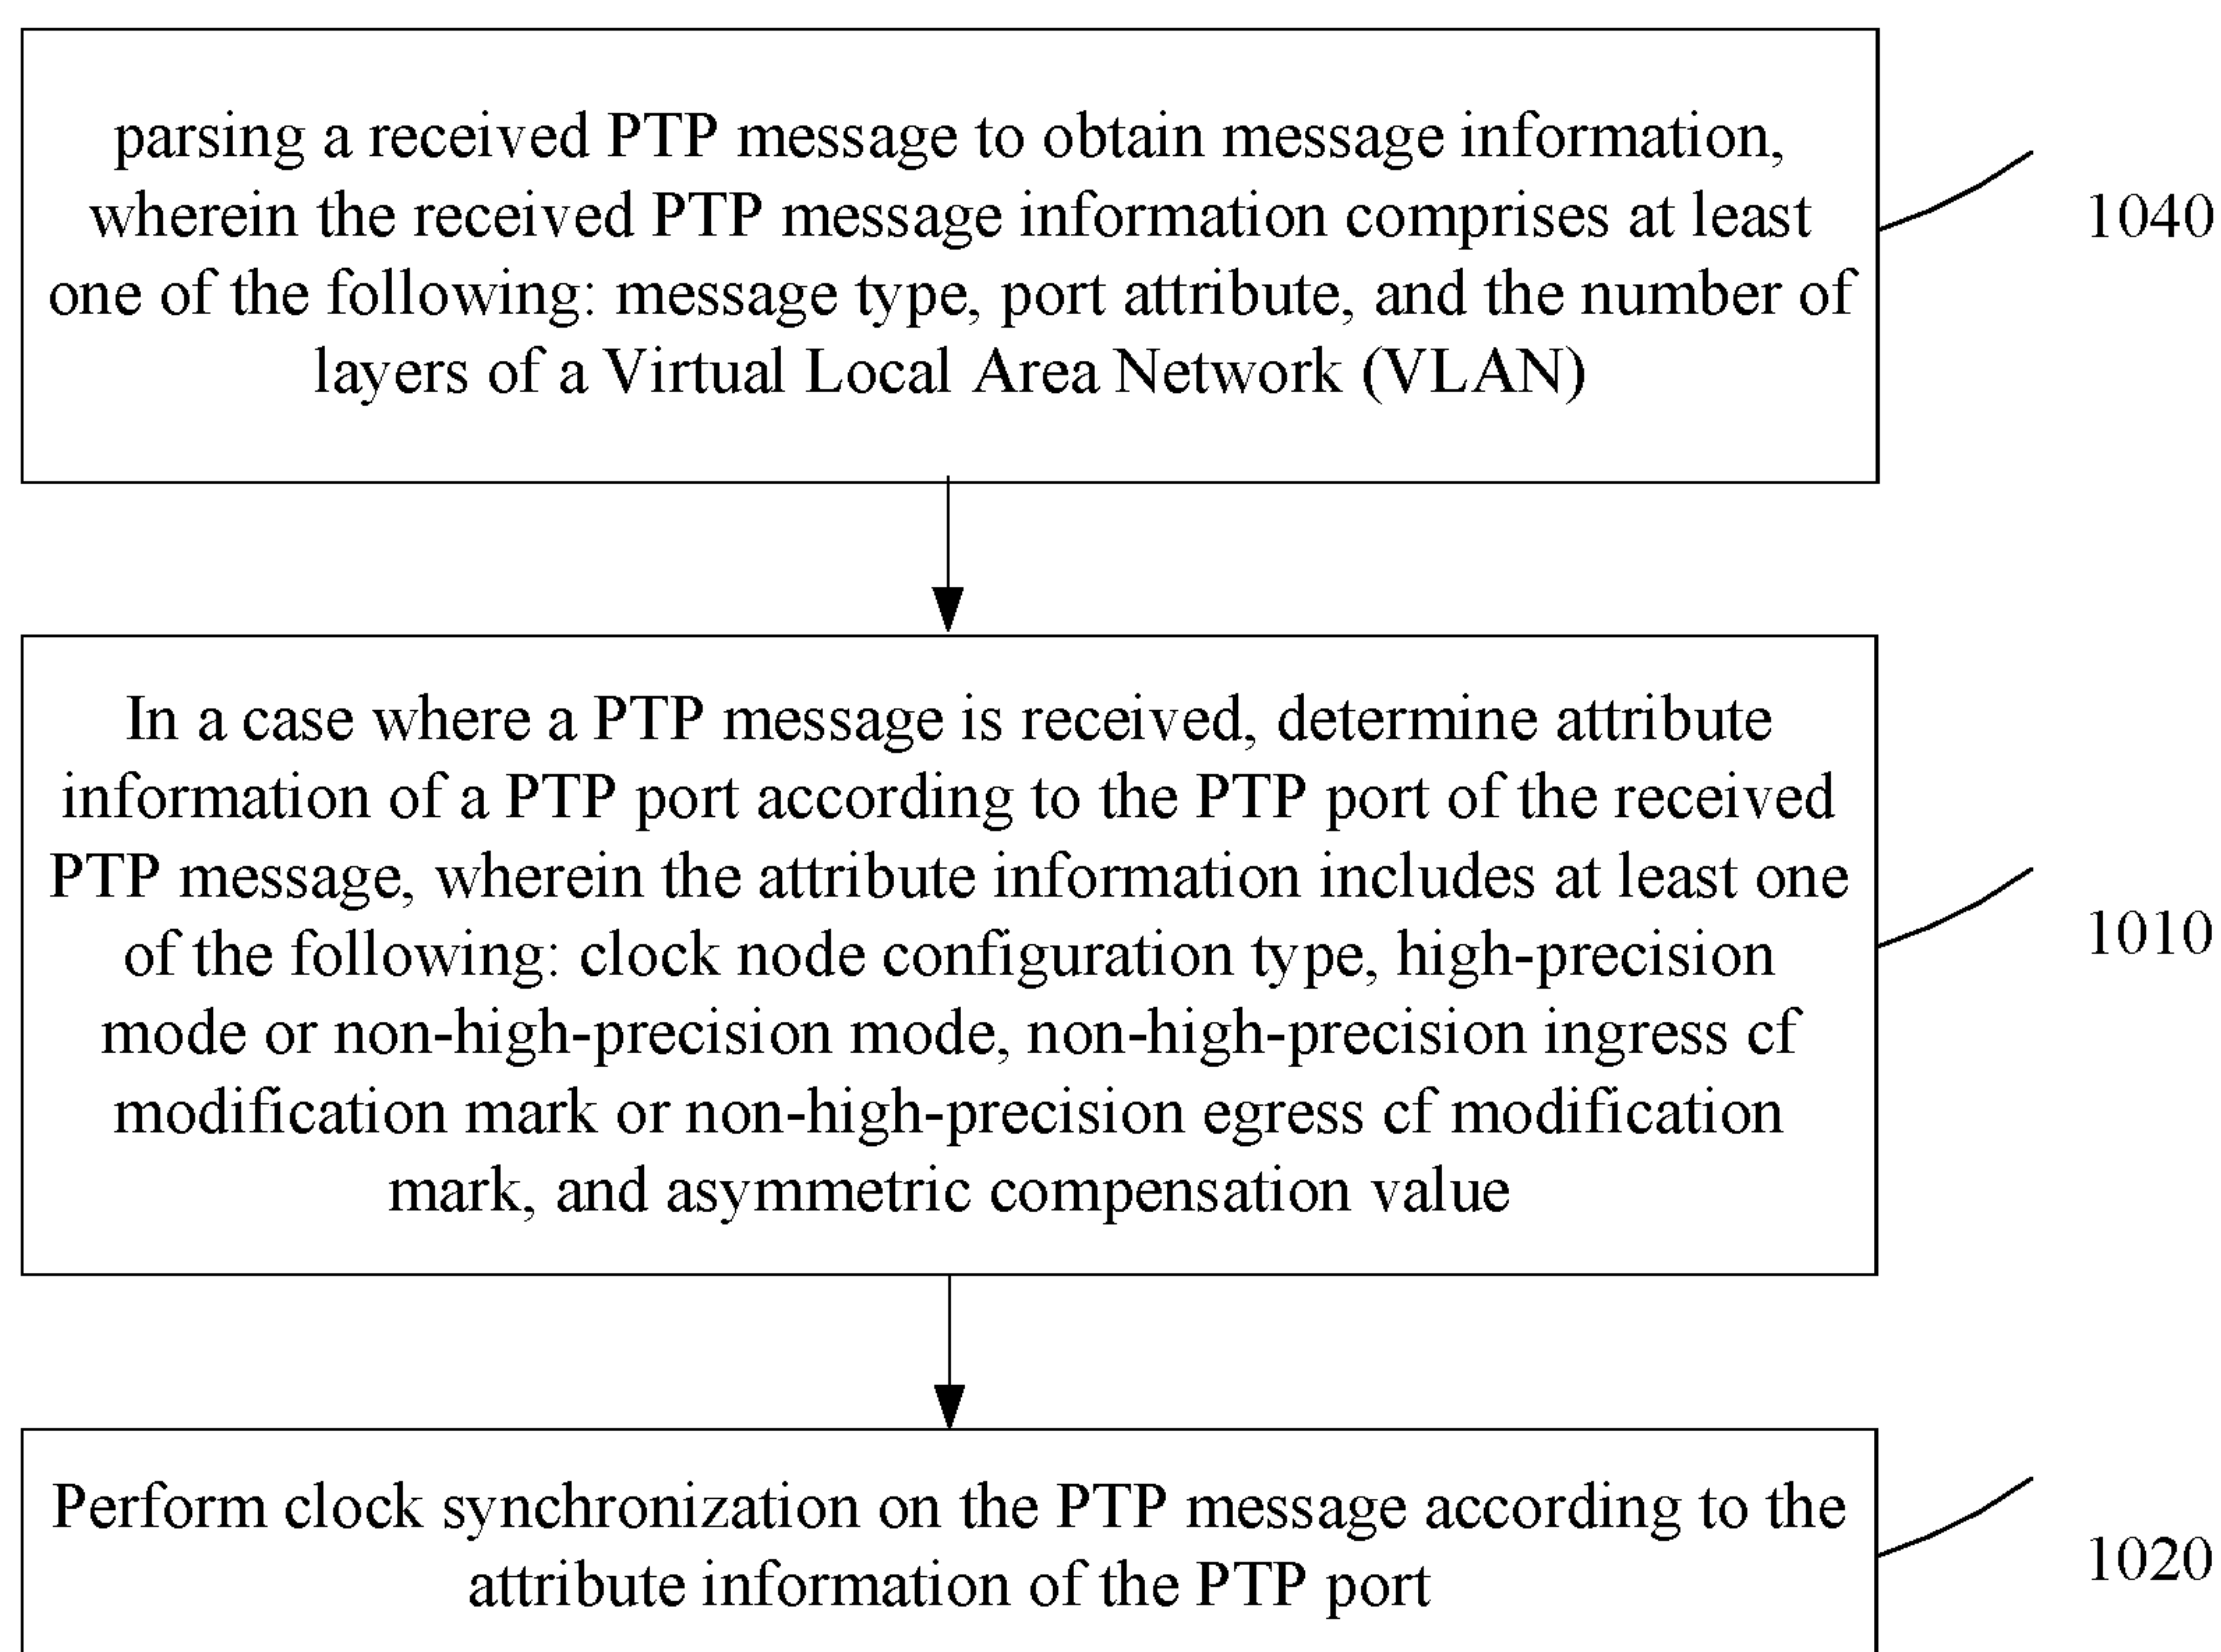 parsing a received PTP message to obtain message information,
wherein the received PTP message information comprises at least
one of the following: message type, port attribute, and the number of
layers of a Virtual Local Area Network (VLAN)
1040
In a case where a PTP message is received, determine attribute
information of a PTP port according to the PTP port of the received
PTP message, wherein the attribute information includes at least one
of the following: clock node configuration type, high-precision
mode or non-high-precision mode, non-high-precision ingress cf
modification mark or non-high-precision egress cf modification
mark, and asymmetric compensation value
1010
Perform clock synchronization on the PTP message according to the
attribute information of the PTP port
1020